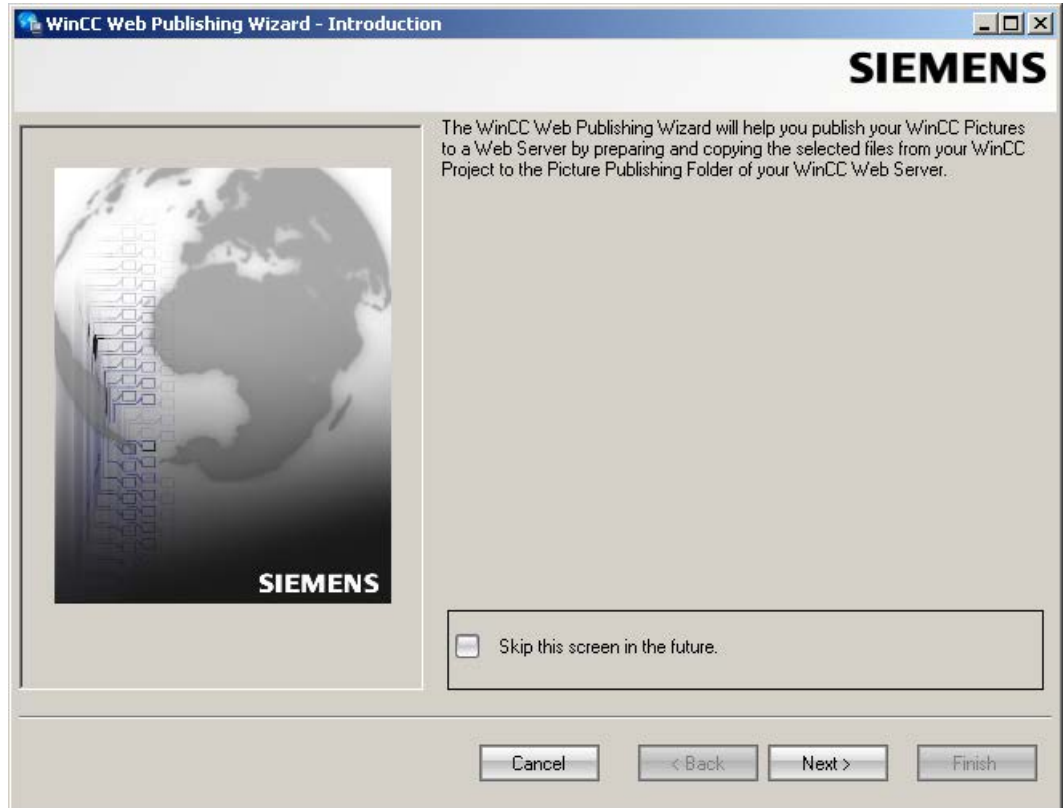 WinCC Web Publishing Wizard - Introduction
SIEMENS
The WinCC Web Publishing Wizard will help you publish your WinCC Pictures
to a Web Server by preparing and copying the selected files from your WinCC
Project to the Picture Publishing Folder of your WinCC Web Server.
SIEMENS
Skip this screen in the future.
Cancel
< Back
Next >
Finish